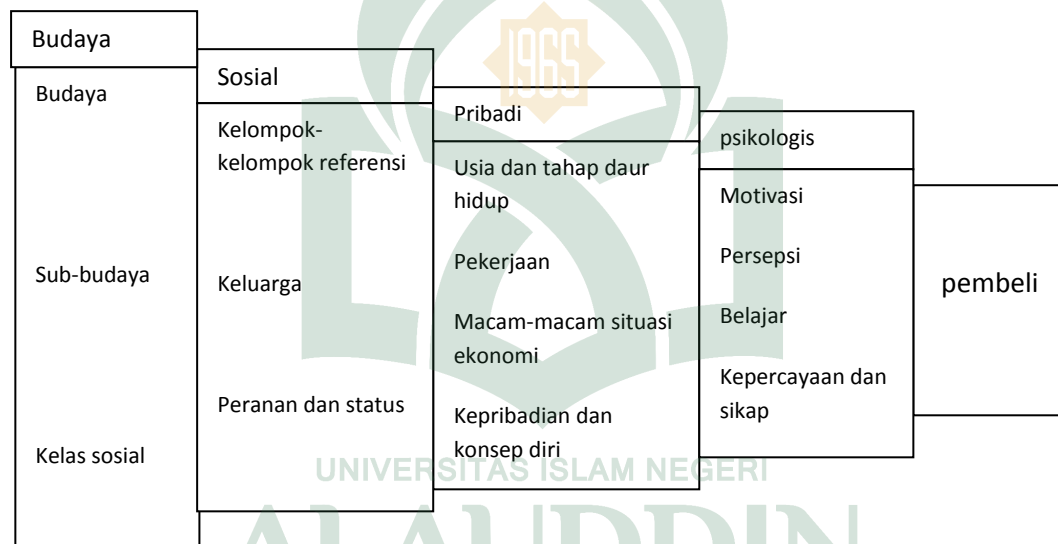 Budaya
Budaya
Sub-budaya
Kelas sosial
Sosial
Kelompok-
kelompok referensi
Keluarga
Peranan dan status
Pribadi
Usia dan tahap daur
hidup
Pekerjaan
Macam-macam situasi
ekonomi
Kepribadian dan
konsep diri
psikologis
Motivasi
Persepsi
Belajar
Kepercayaan dan
sikap
pembeli
1965
UNIVERSITAS ISLAM NEGERI
ALAUDDIN